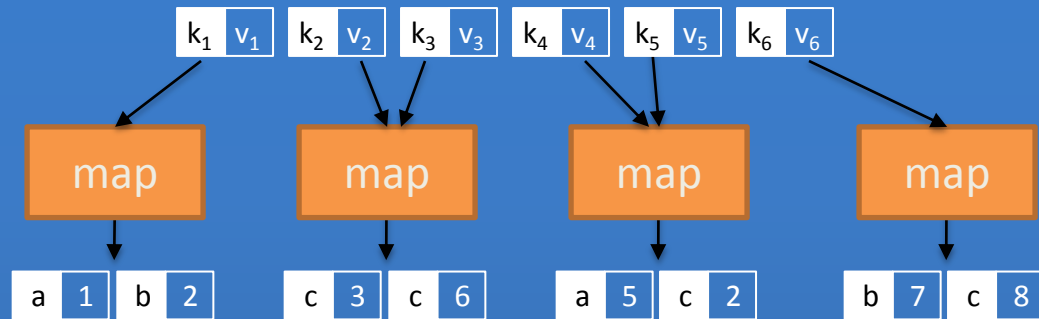 k₁ v₁ k₂ v₂ k₃ v₃ k₄ v₄ k₅ v₅ k₆ v₆
map map map map
a 1 b 2 c 3 c 6 a 5 c 2 b 7 c 8